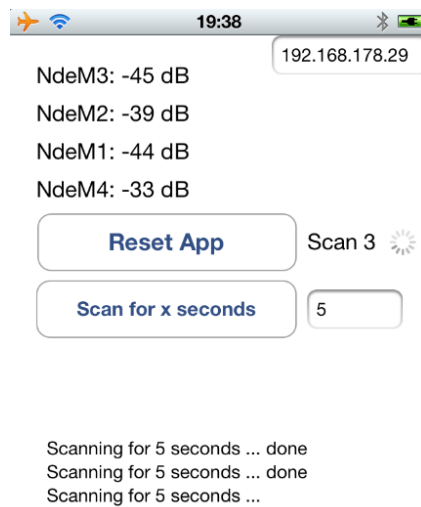 19:38
192.168.178.29
NdeM3: -45 dB
NdeM2: -39 dB
NdeM1: -44 dB
NdeM4: -33 dB
Reset App Scan 3
Scan for x seconds 5
Scanning for 5 seconds ... done
Scanning for 5 seconds ... done
Scanning for 5 seconds ...